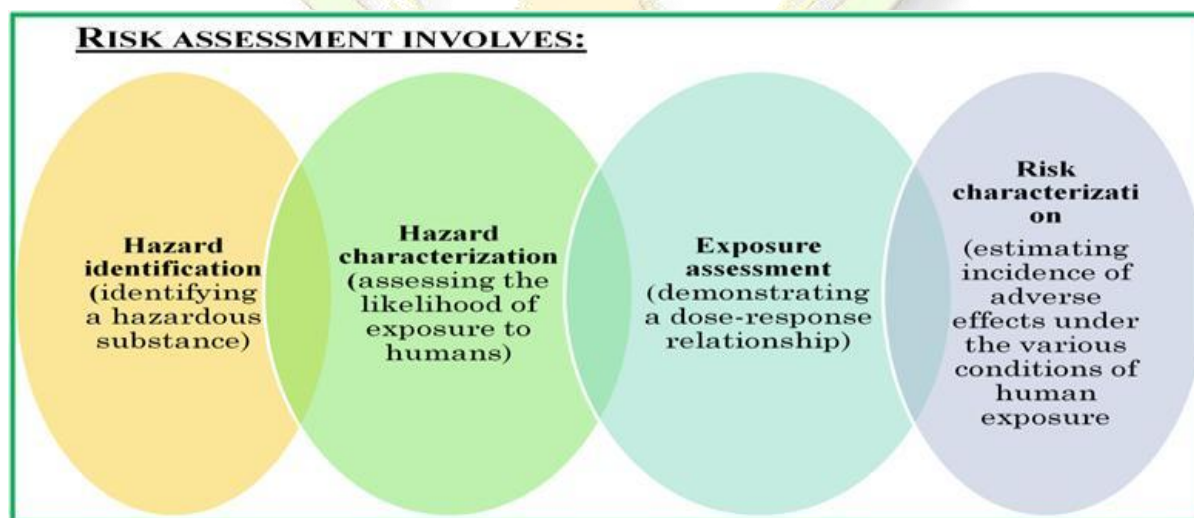 RISK ASSESSMENT INVOLVES:
Hazard
identification
(identifying
a hazardous
substance)
Hazard
characterization
(assessing the
likelihood of
exposure to
humans)
Exposure
assessment
(demonstrating
a dose-response
relationship)
Risk
characterizati
on
(estimating
incidence of
adverse
effects under
the various
conditions of
human
exposure